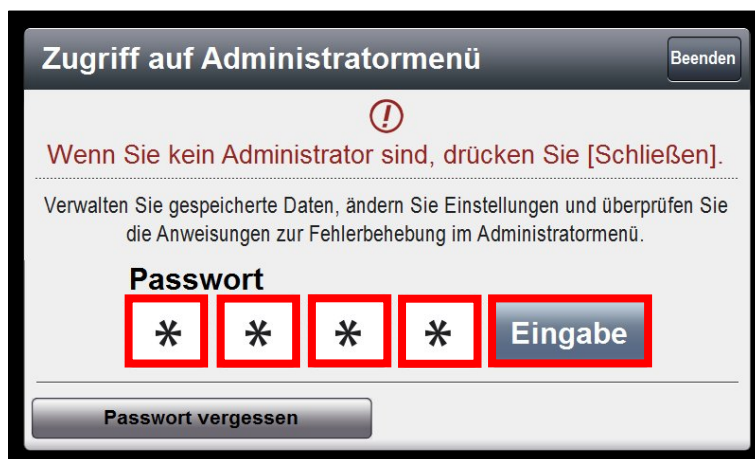 Zugriff auf Administratormenü
Beenden
Wenn Sie kein Administrator sind, drücken Sie [Schließen].
Verwalten Sie gespeicherte Daten, ändern Sie Einstellungen und überprüfen Sie
die Anweisungen zur Fehlerbehebung im Administratormenü.
Passwort
* * * * Eingabe
Passwort vergessen